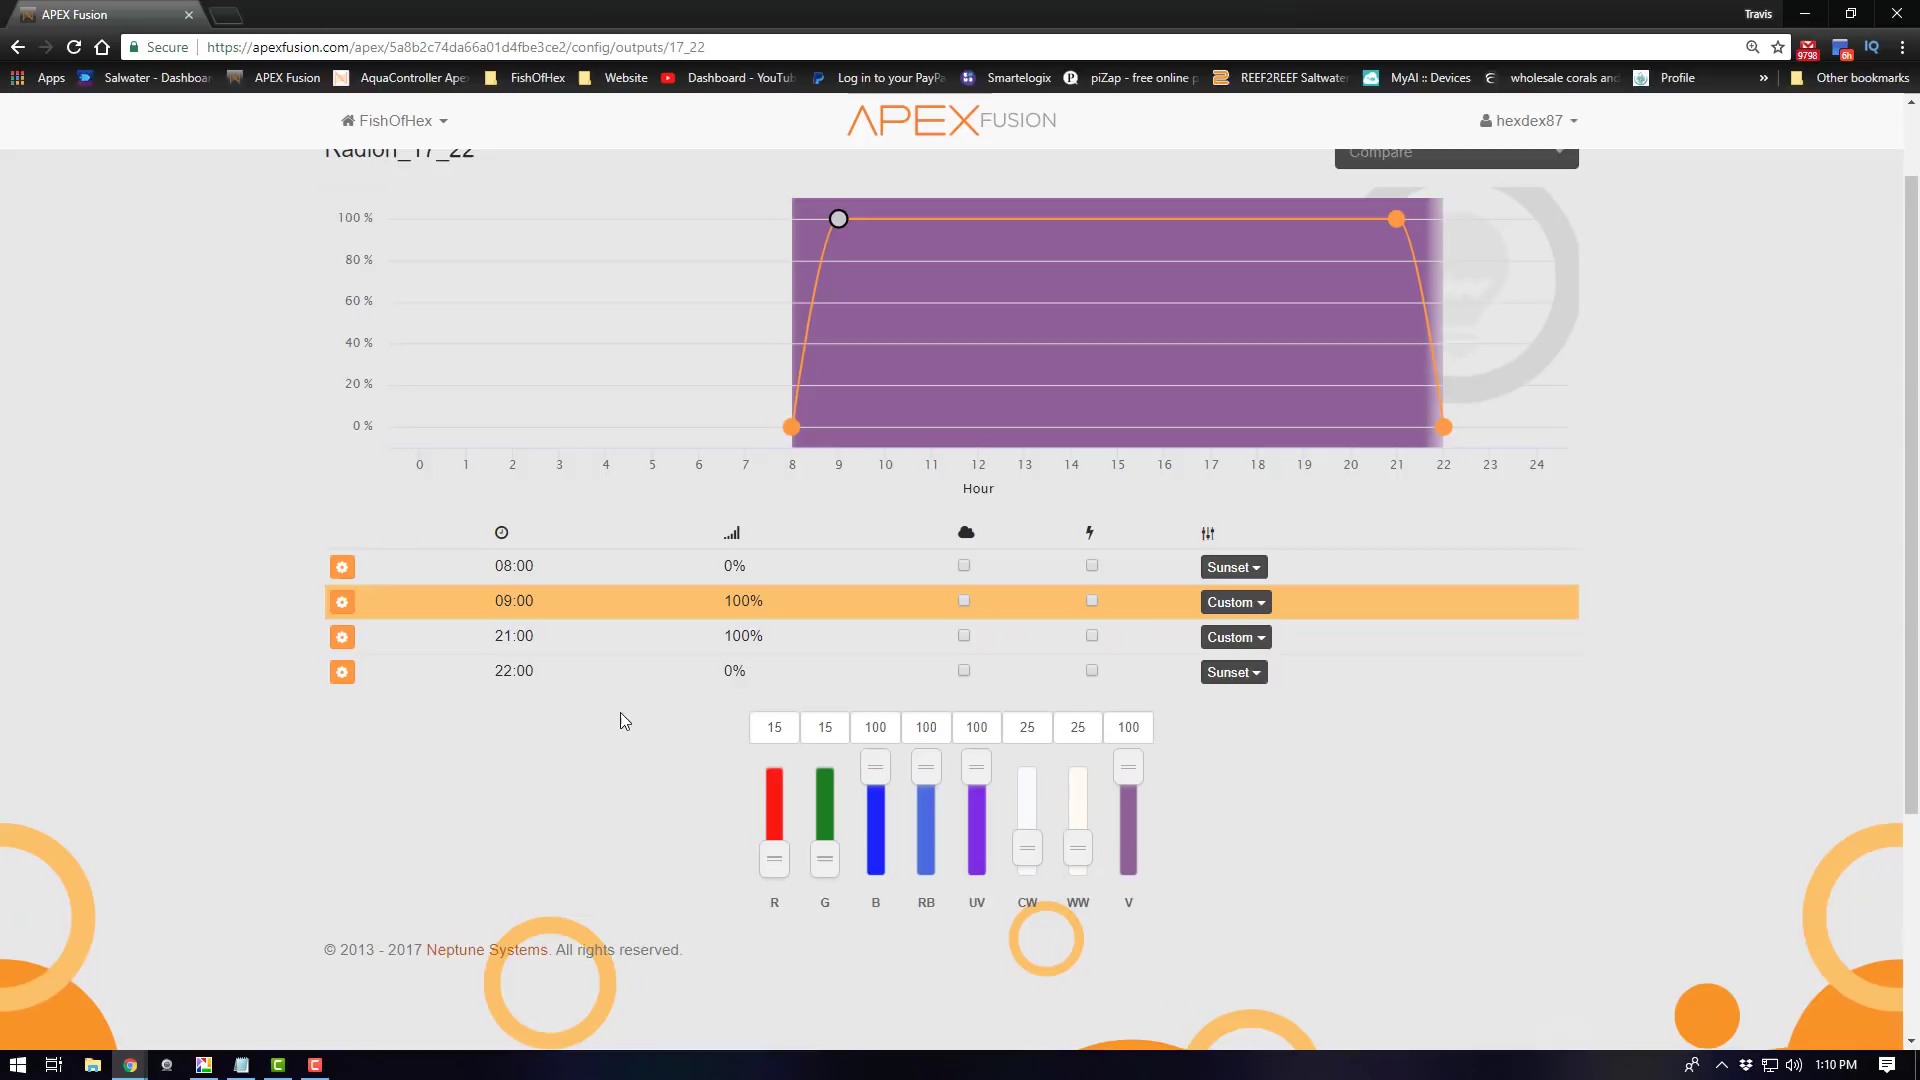 APEX Fusion
Travis
Secure https://apexfusion.com/apex/5a8b2c74da66a01d4fbe3ce2/config/outputs/17_22
9798
6h
IQ
Apps Salwater - Dashboar APEX Fusion AquaController Ape FishOfHex Website Dashboard - YouTub Log in to your PayPa Smartelogix piZap - free online p REEF2REEF Saltwater MyAI :: Devices wholesale corals and Profile » Other bookmarks
FishOfHex
APEX FUSION
hexdex87
Radion_17_22
Compare
100 %
80 %
60 %
40 %
20 %
0 %
0 1 2 3 4 5 6 7 8 9 10 11 12 13 14 15 16 17 18 19 20 21 22 23 24
Hour
08:00 0% Sunset
09:00 100% Custom
21:00 100% Custom
22:00 0% Sunset
15 15 100 100 100 25 25 100
R G B RB UV CW WW V
© 2013 - 2017 Neptune Systems. All rights reserved.
1:10 PM